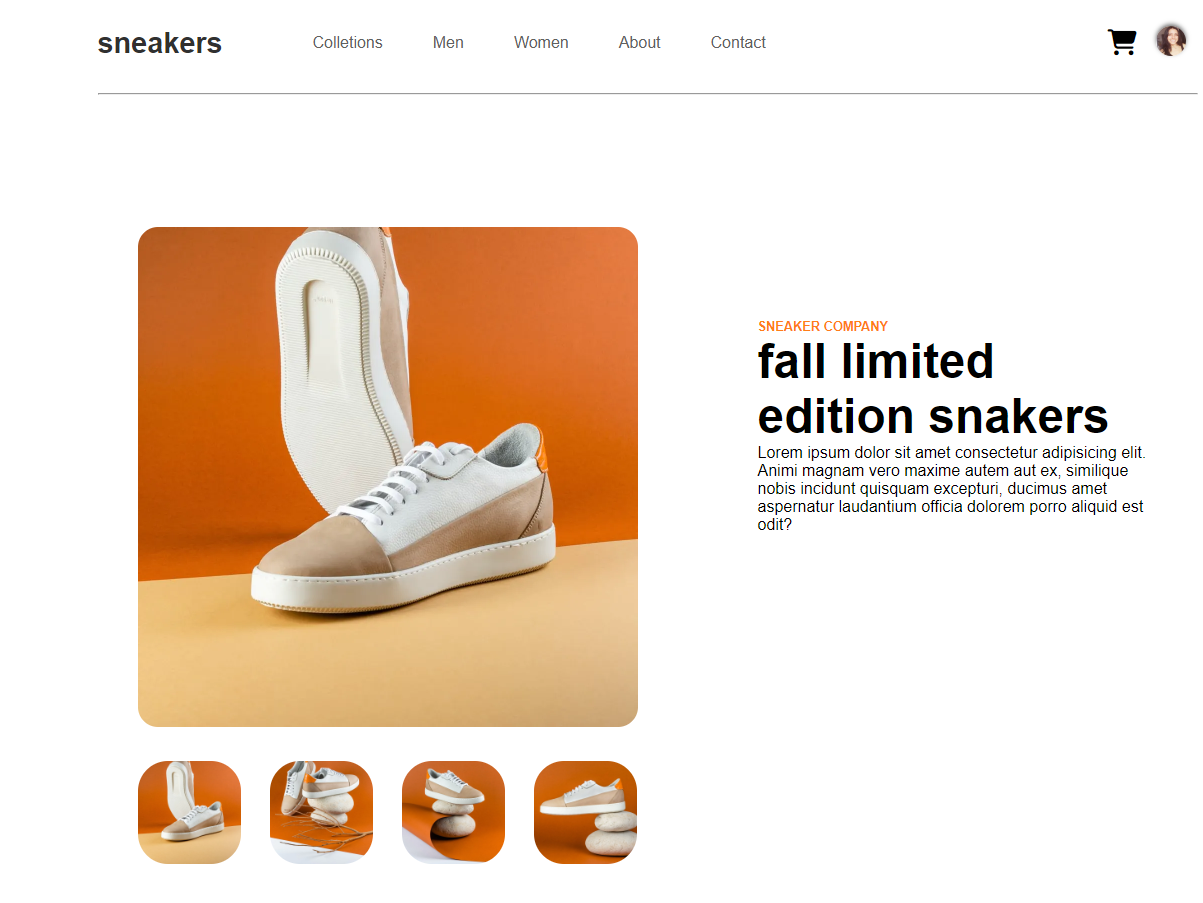 sneakers
Colletions Men Women About Contact
SNEAKER COMPANY
fall limited
edition snakers
Lorem ipsum dolor sit amet consectetur adipisicing elit.
Animi magnam vero maxime autem aut ex, similique
nobis incidunt quisquam excepturi, ducimus amet
aspernatur laudantium officia dolorem porro aliquid est
odit?